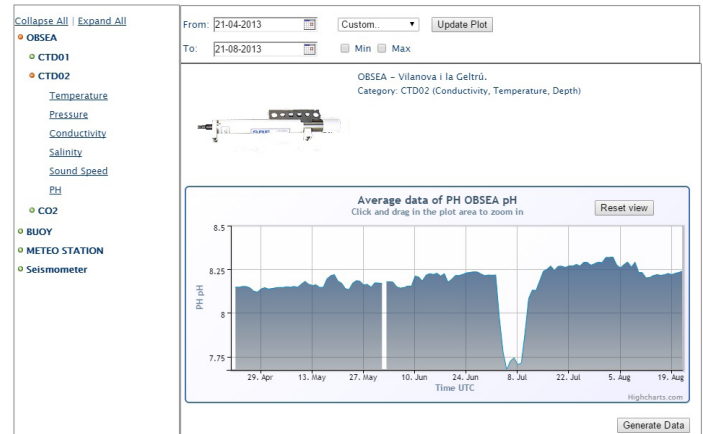 Collapse All | Expand All
OBSEA
CTD01
CTD02
Temperature
Pressure
Conductivity
Salinity
Sound Speed
PH
CO2
BUOY
METEO STATION
Seismometer
From: 21-04-2013 Custom.. Update Plot
To: 21-08-2013 Min Max
OBSEA – Vilanova i la Geltrú.
Category: CTD02 (Conductivity, Temperature, Depth)
Average data of PH OBSEA pH
Click and drag in the plot area to zoom in
Reset view
8.5
8.25
8
7.75
PH pH
29. Apr 13. May 27. May 10. Jun 24. Jun 8. Jul 22. Jul 5. Aug 19. Aug
Time UTC
Highcharts.com
Generate Data